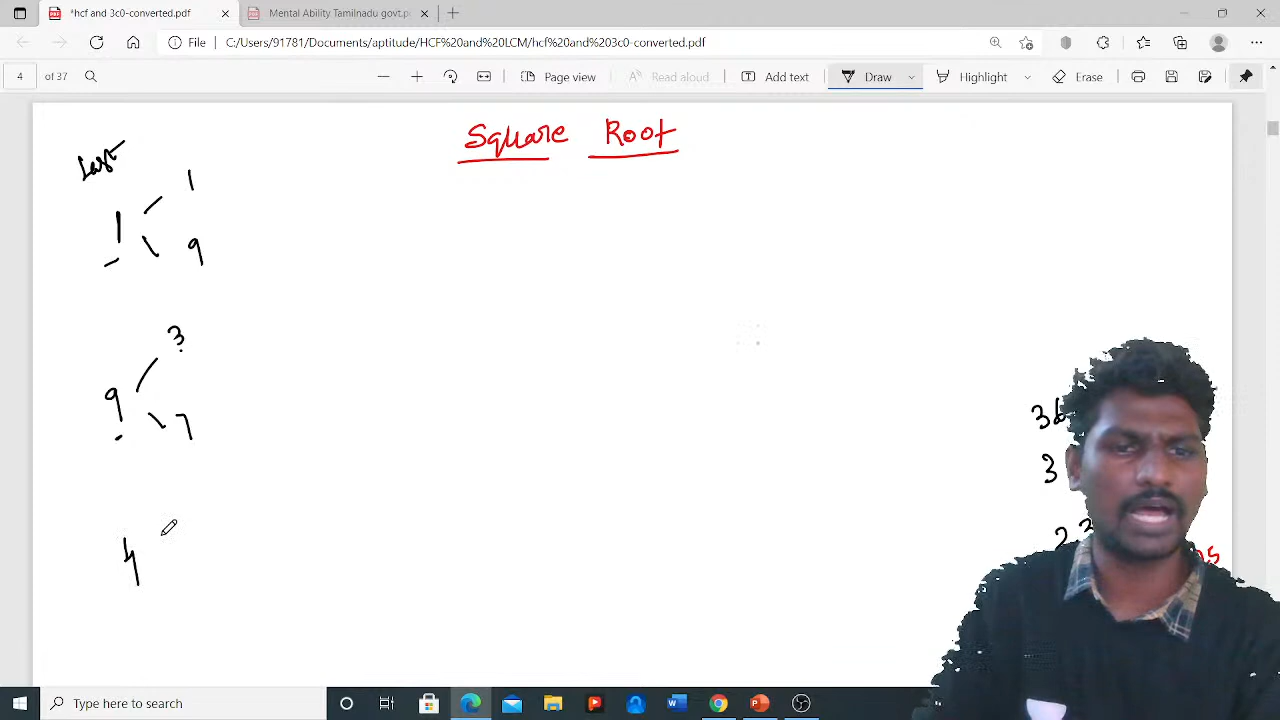 *hcf and 3c0-converted.pdf
Mental Ability Tamilnadu govt.p
File
C:/Users/91781/Documents/aptitude/HCF%20and%20LCM/hcf%20and%203c0-converted.pdf
4 of 37
Page view
Read aloud
Add text
Draw
Highlight
Erase
Square Root
Last
1
1
9
3
9
7
4
3
2
Type here to search